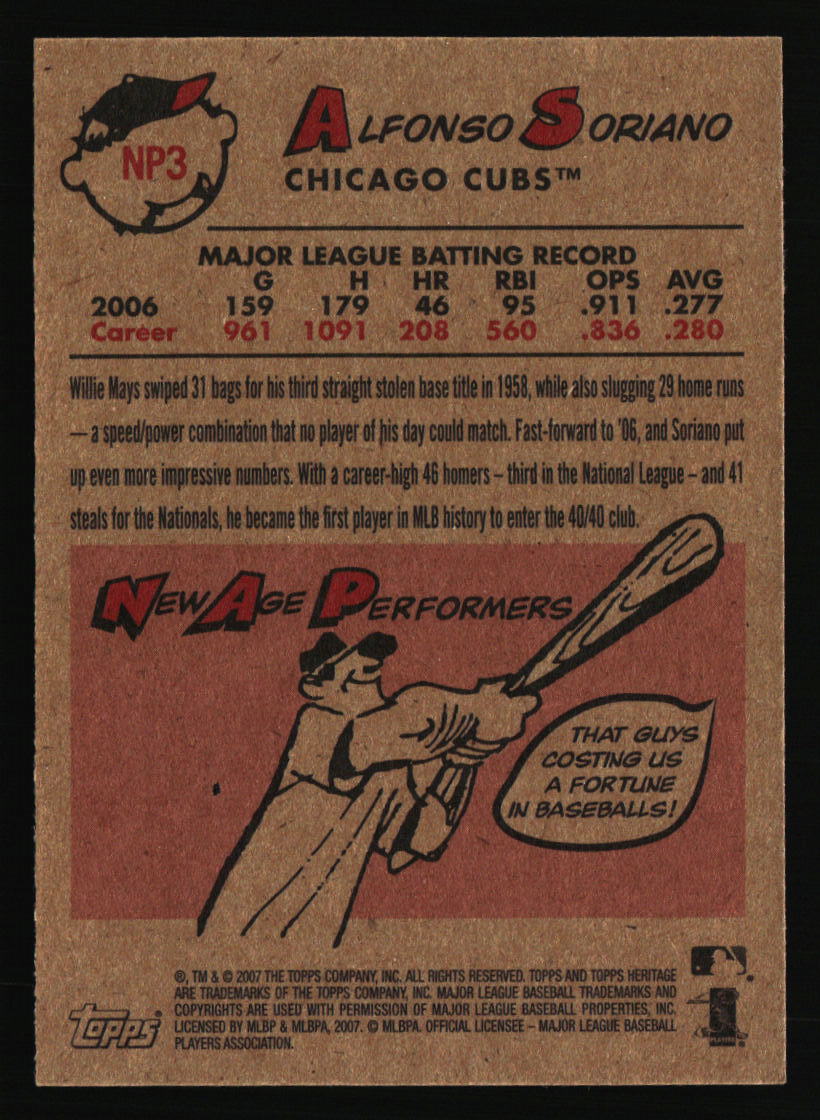 NP3
ALFONSO SORIANO
CHICAGO CUBS™
MAJOR LEAGUE BATTING RECORD
G H HR RBI OPS AVG
2006 159 179 46 95 .911 .277
Career 961 1091 208 560 .836 .280
Willie Mays swiped 31 bags for his third straight stolen base title in 1958, while also slugging 29 home runs
— a speed/power combination that no player of his day could match. Fast-forward to '06, and Soriano put
up even more impressive numbers. With a career-high 46 homers – third in the National League – and 41
steals for the Nationals, he became the first player in MLB history to enter the 40/40 club.
NEW AGE PERFORMERS
THAT GUYS
COSTING US
A FORTUNE
IN BASEBALLS!
®, TM & © 2007 THE TOPPS COMPANY, INC. ALL RIGHTS RESERVED. TOPPS AND TOPPS HERITAGE
ARE TRADEMARKS OF THE TOPPS COMPANY, INC. MAJOR LEAGUE BASEBALL TRADEMARKS AND
COPYRIGHTS ARE USED WITH PERMISSION OF MAJOR LEAGUE BASEBALL PROPERTIES, INC.
LICENSED BY MLBP & MLBPA, 2007. © MLBPA. OFFICIAL LICENSEE – MAJOR LEAGUE BASEBALL
PLAYERS ASSOCIATION.
Topps®
PLAYERS